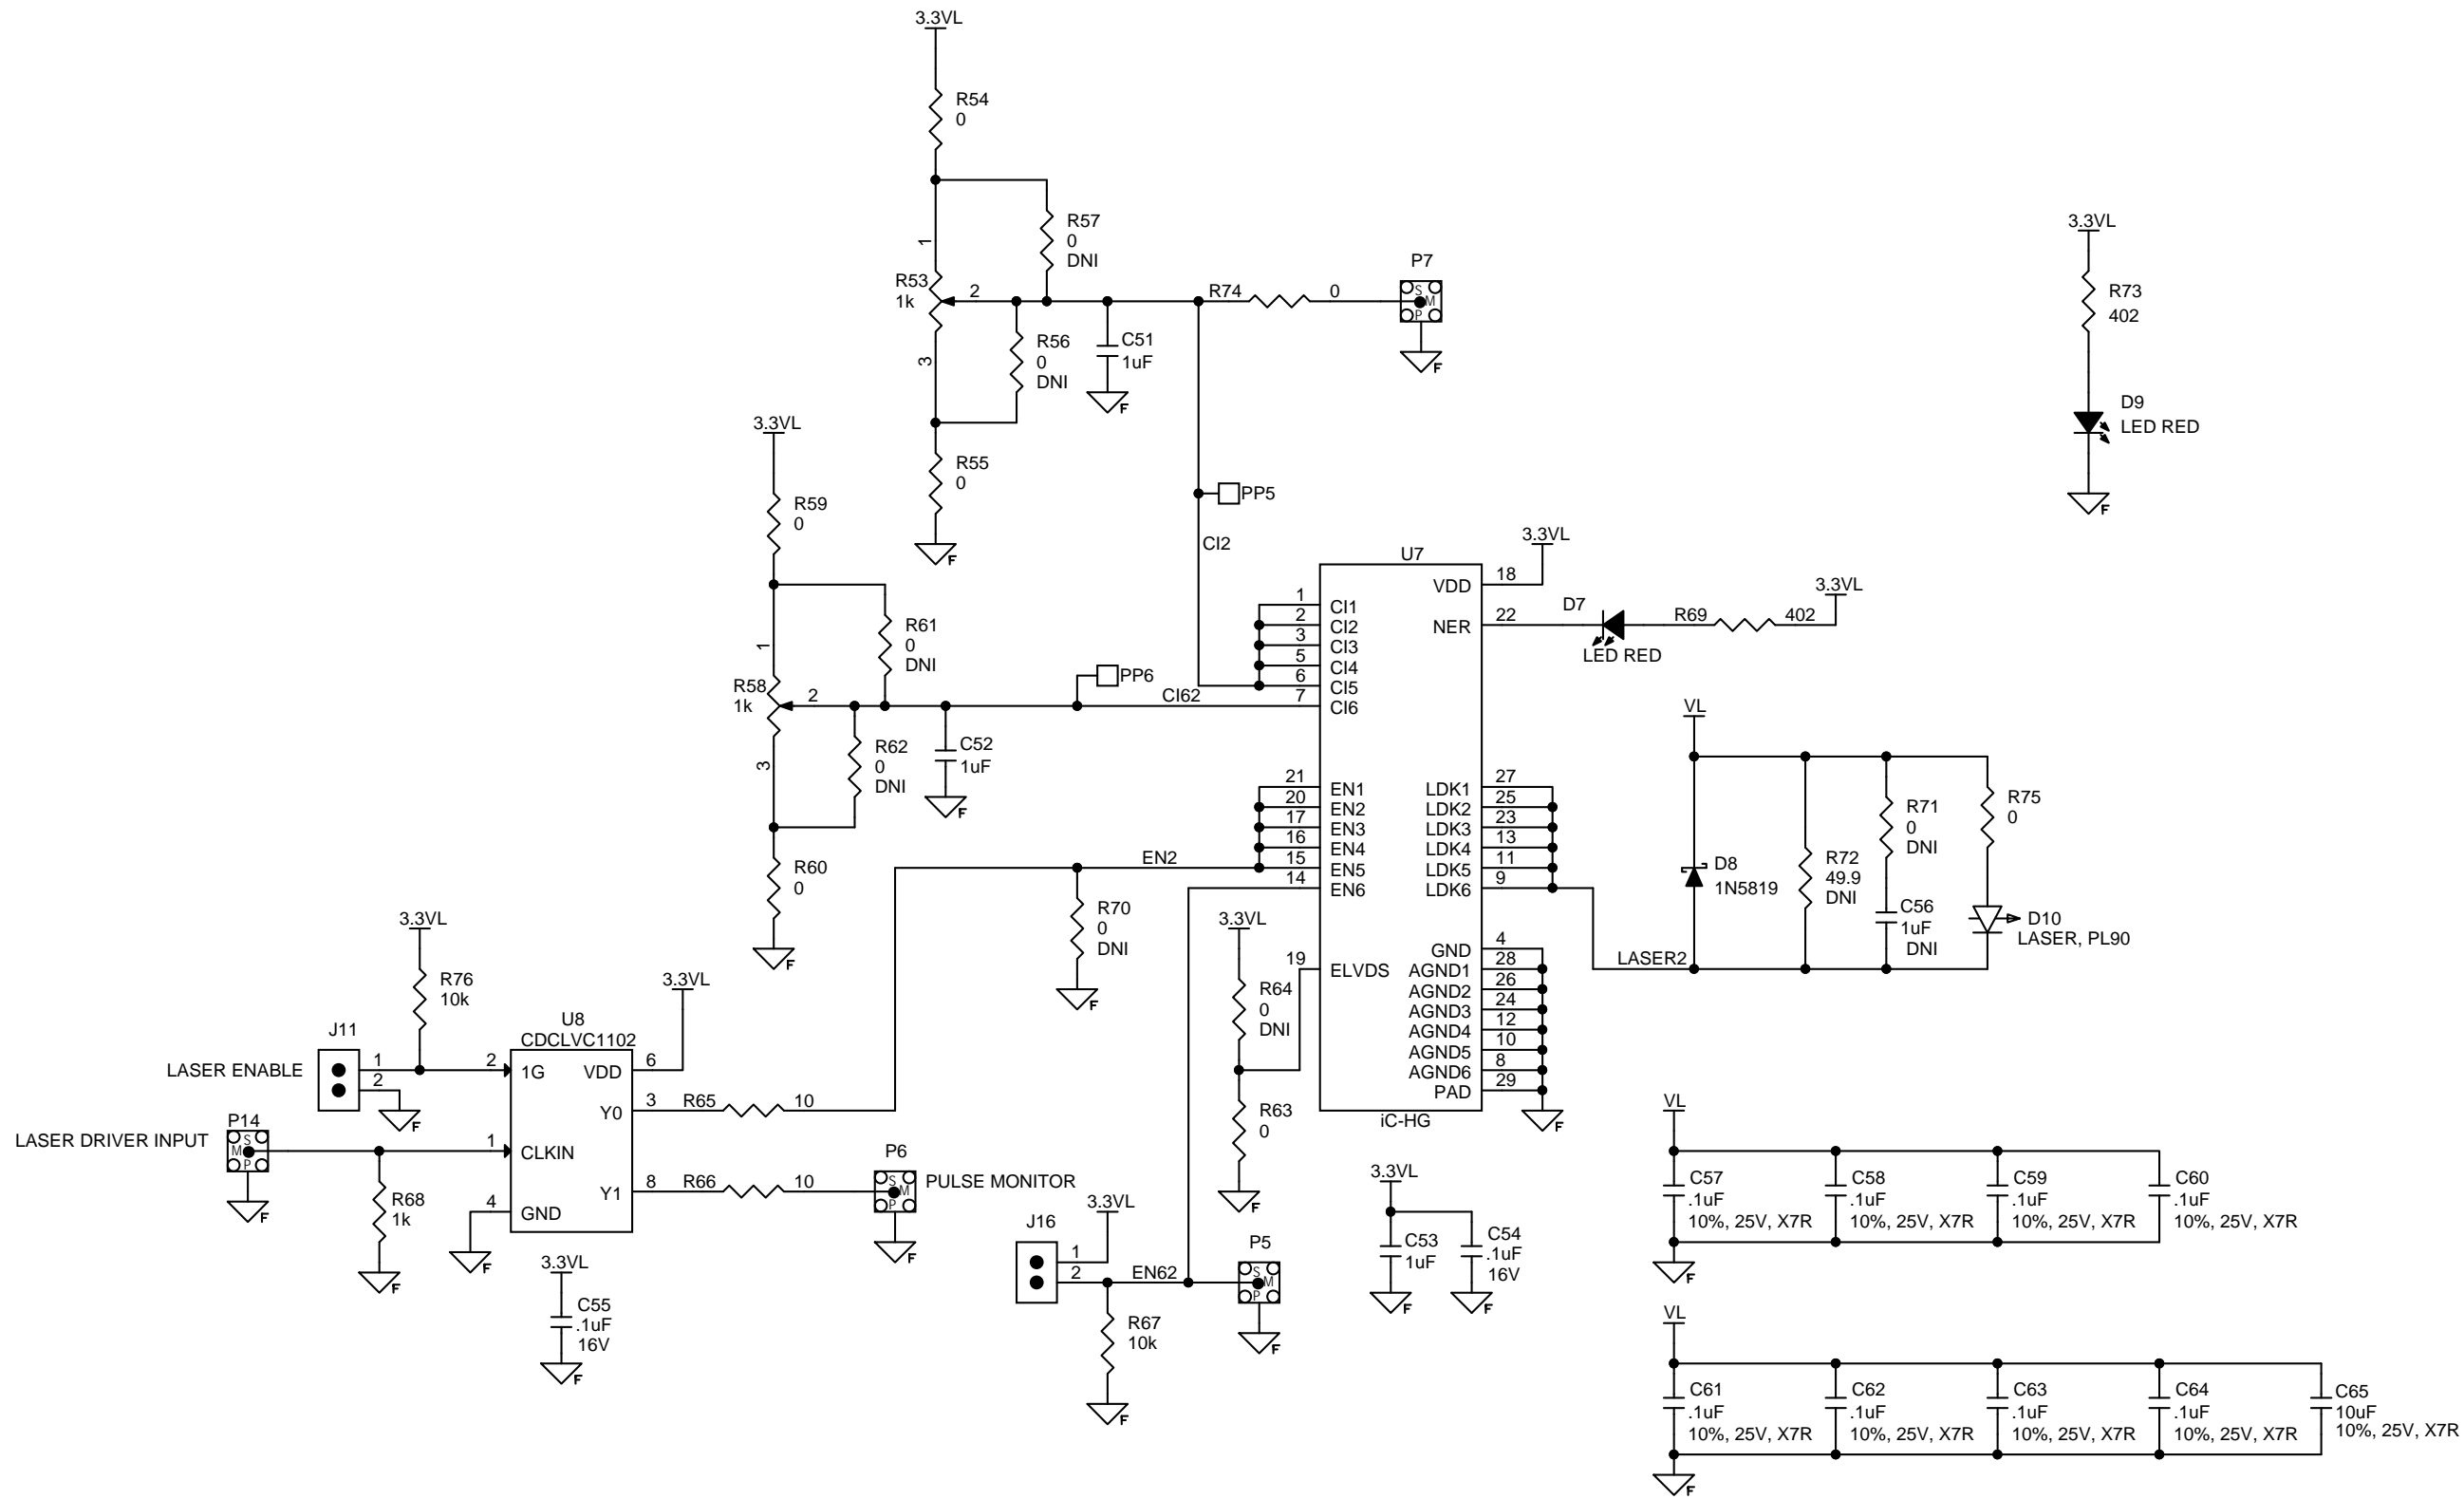 3.3VL
R54
0
R57
0
DNI
1
R53
1k
2
R56
0
DNI
3
C51
1uF
F
R74
0
P7
S
M
P
F
R55
0
F
PP5
CI2
3.3VL
R73
402
D9
LED RED
F
3.3VL
R59
0
R61
0
DNI
1
R58
1k
2
R62
0
DNI
3
C52
1uF
F
PP6
CI62
R60
0
F
U7
3.3VL
1
CI1
2
CI2
3
CI3
5
CI4
6
CI5
7
CI6
21
EN1
20
EN2
17
EN3
16
EN4
15
EN5
14
EN6
19
ELVDS
VDD
18
NER
22
LDK1
27
LDK2
25
LDK3
23
LDK4
13
LDK5
11
LDK6
9
GND
4
AGND1
28
AGND2
26
AGND3
24
AGND4
12
AGND5
10
AGND6
8
PAD
29
iC-HG
F
D7
LED RED
R69
402
3.3VL
VL
D8
1N5819
R72
49.9
DNI
R71
0
DNI
C56
1uF
DNI
R75
0
D10
LASER, PL90
LASER2
EN2
R70
0
DNI
F
3.3VL
R64
0
DNI
R63
0
F
3.3VL
R76
10k
J11
LASER ENABLE
1
2
F
P14
LASER DRIVER INPUT
S
M
P
F
R68
1k
F
U8
CDCLVC1102
2
1G
1
CLKIN
4
GND
F
VDD
6
3.3VL
Y0
3
R65
10
Y1
8
R66
10
P6
PULSE MONITOR
S
M
P
F
3.3VL
C55
.1uF
16V
F
3.3VL
J16
1
2
EN62
R67
10k
F
P5
S
M
P
F
3.3VL
C53
1uF
F
C54
.1uF
16V
F
VL
C57
.1uF
10%, 25V, X7R
C58
.1uF
10%, 25V, X7R
C59
.1uF
10%, 25V, X7R
C60
.1uF
10%, 25V, X7R
F
VL
C61
.1uF
10%, 25V, X7R
C62
.1uF
10%, 25V, X7R
C63
.1uF
10%, 25V, X7R
C64
.1uF
10%, 25V, X7R
C65
10uF
10%, 25V, X7R
F